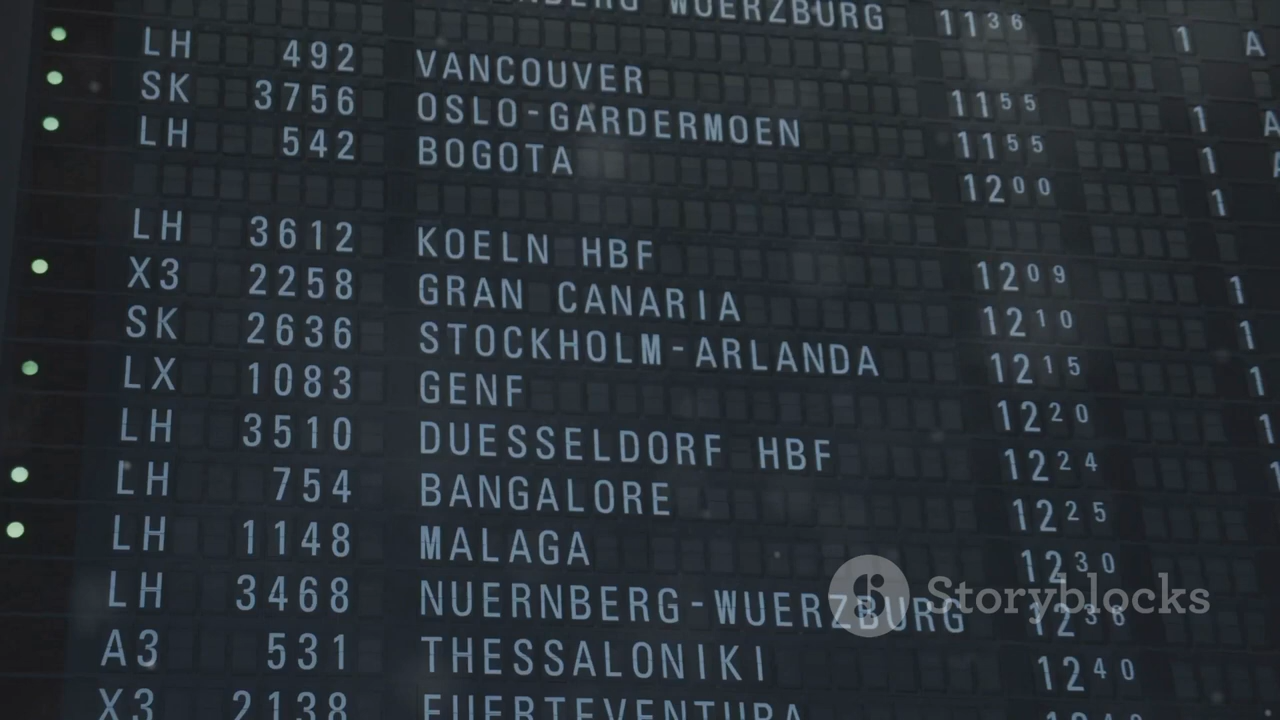 WUERZBURG 1136 1 A
LH 492 VANCOUVER 1155 1 A
SK 3756 OSLO-GARDERMOEN 1155 1
LH 542 BOGOTA 1200 1
LH 3612 KOELN HBF 1209 1
X3 2258 GRAN CANARIA 1210 1
SK 2636 STOCKHOLM-ARLANDA 1215 1
LX 1083 GENF 1220 1
LH 3510 DUESSELDORF HBF 1224
LH 754 BANGALORE 1225
LH 1148 MALAGA 1230
LH 3468 NUERNBERG-WUERZBURG 1236
Storyblocks
A3 531 THESSALONIKI 1240
X3 2138 FUERTEVENTURA